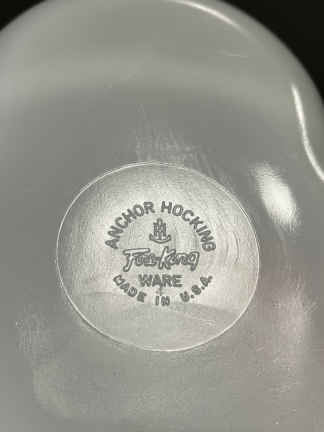 ANCHOR HOCKING
Fire-King
WARE
MADE IN U.S.A.